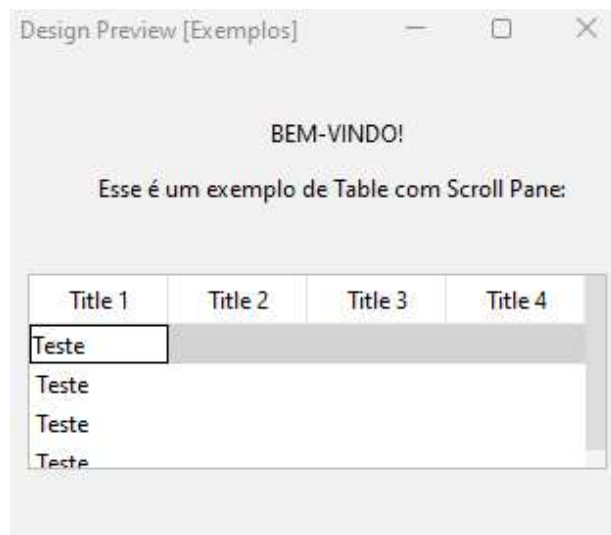 Design Preview [Exemplos]
BEM-VINDO!
Esse é um exemplo de Table com Scroll Pane:
Title 1 Title 2 Title 3 Title 4
Teste
Teste
Teste
Teste